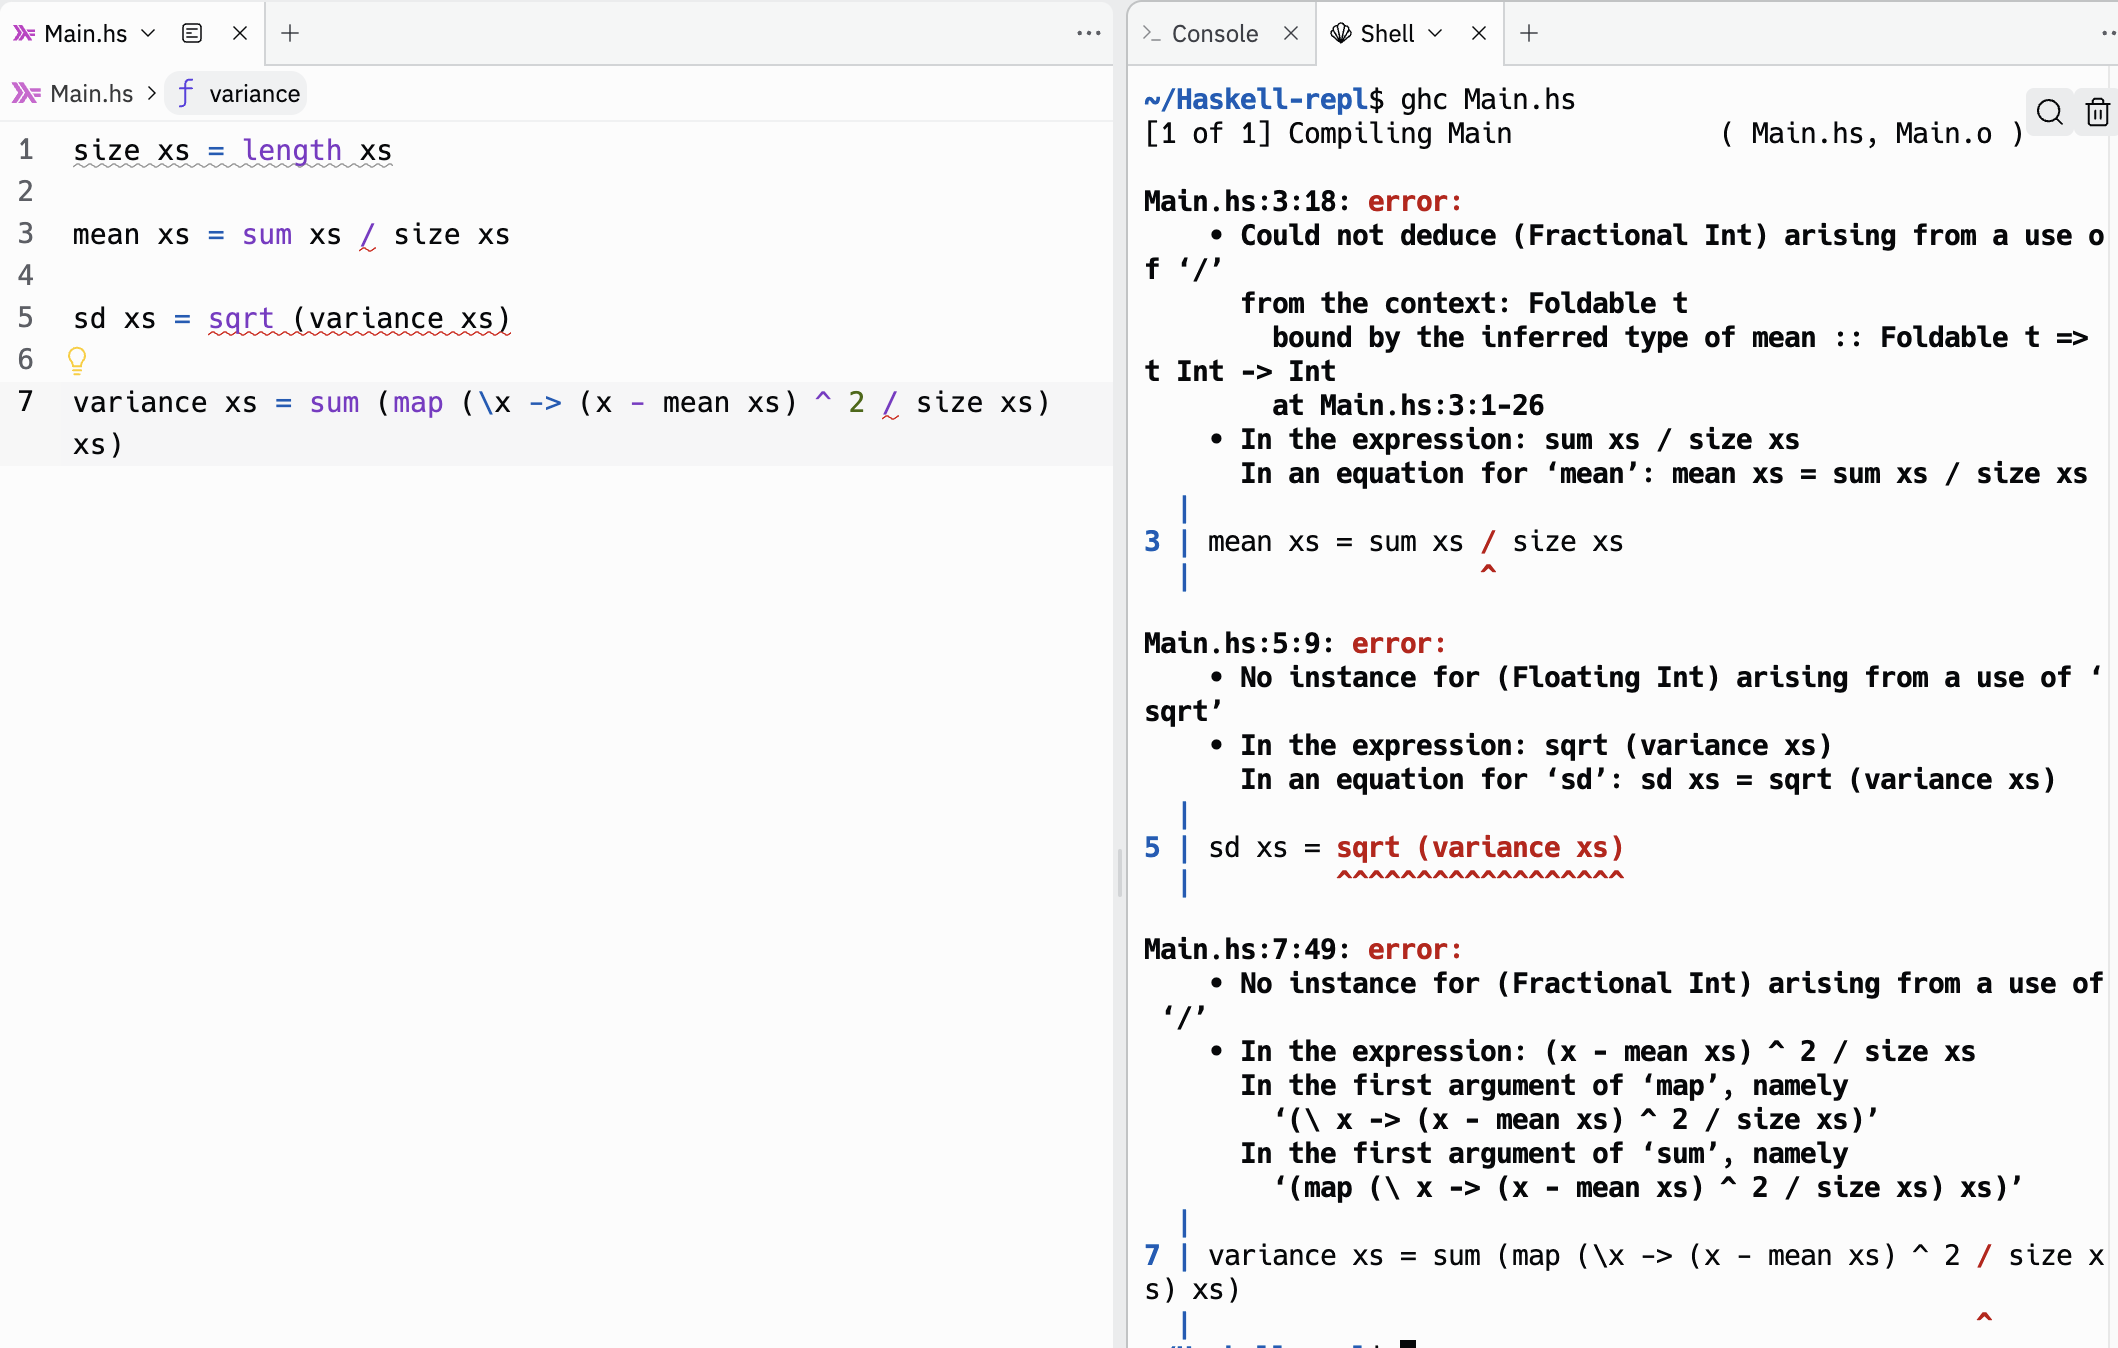 Main.hs
Main.hs > variance
1 size xs = length xs
2
3 mean xs = sum xs / size xs
4
5 sd xs = sqrt (variance xs)
6
7 variance xs = sum (map (\x -> (x - mean xs) ^ 2 / size xs)
xs)
Console Shell
~/Haskell-repl$ ghc Main.hs
[1 of 1] Compiling Main             ( Main.hs, Main.o )
Main.hs:3:18: error:
    • Could not deduce (Fractional Int) arising from a use o
f ‘/’
      from the context: Foldable t
        bound by the inferred type of mean :: Foldable t =>
t Int -> Int
        at Main.hs:3:1-26
    • In the expression: sum xs / size xs
      In an equation for ‘mean’: mean xs = sum xs / size xs
  |
3 | mean xs = sum xs / size xs
  |                  ^
Main.hs:5:9: error:
    • No instance for (Floating Int) arising from a use of ‘
sqrt’
    • In the expression: sqrt (variance xs)
      In an equation for ‘sd’: sd xs = sqrt (variance xs)
  |
5 | sd xs = sqrt (variance xs)
  |         ^^^^^^^^^^^^^^^^^^
Main.hs:7:49: error:
    • No instance for (Fractional Int) arising from a use of
 ‘/’
    • In the expression: (x - mean xs) ^ 2 / size xs
      In the first argument of ‘map’, namely
        ‘(\ x -> (x - mean xs) ^ 2 / size xs)’
      In the first argument of ‘sum’, namely
        ‘(map (\ x -> (x - mean xs) ^ 2 / size xs) xs)’
  |
7 | variance xs = sum (map (\x -> (x - mean xs) ^ 2 / size x
s) xs)
  |                                                 ^